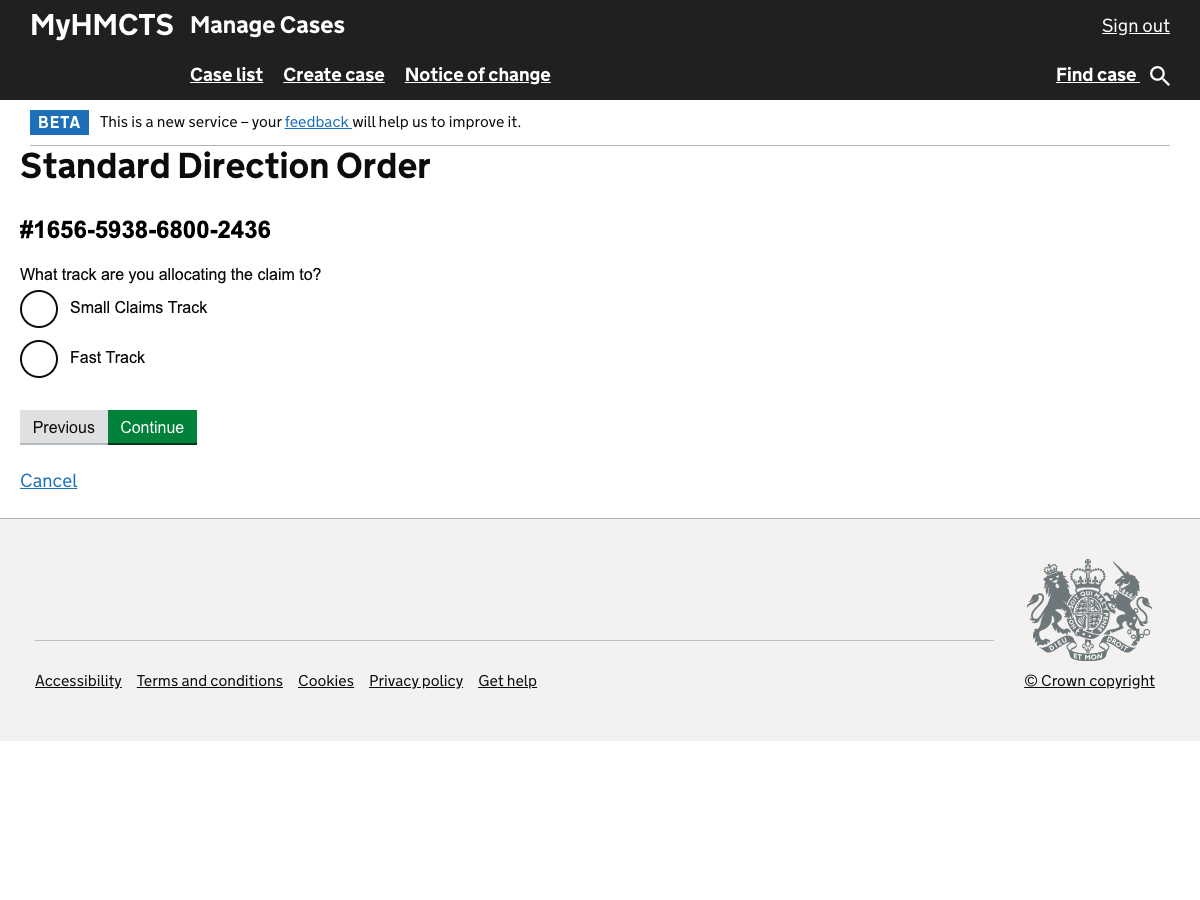 MyHMCTS Manage Cases Sign out
Case list Create case Notice of change Find case
BETA This is a new service – your feedback will help us to improve it.
Standard Direction Order
#1656-5938-6800-2436
What track are you allocating the claim to?
Small Claims Track
Fast Track
Previous Continue
Cancel
DIEU ET MON DROIT
Accessibility Terms and conditions Cookies Privacy policy Get help © Crown copyright